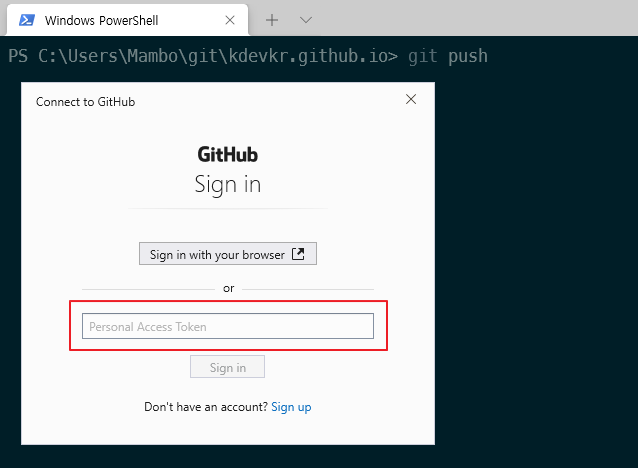 Windows PowerShell
PS C:\Users\Mambo\git\kdevkr.github.io> git push
Connect to GitHub
GitHub
Sign in
Sign in with your browser
or
Personal Access Token
Sign in
Don't have an account? Sign up